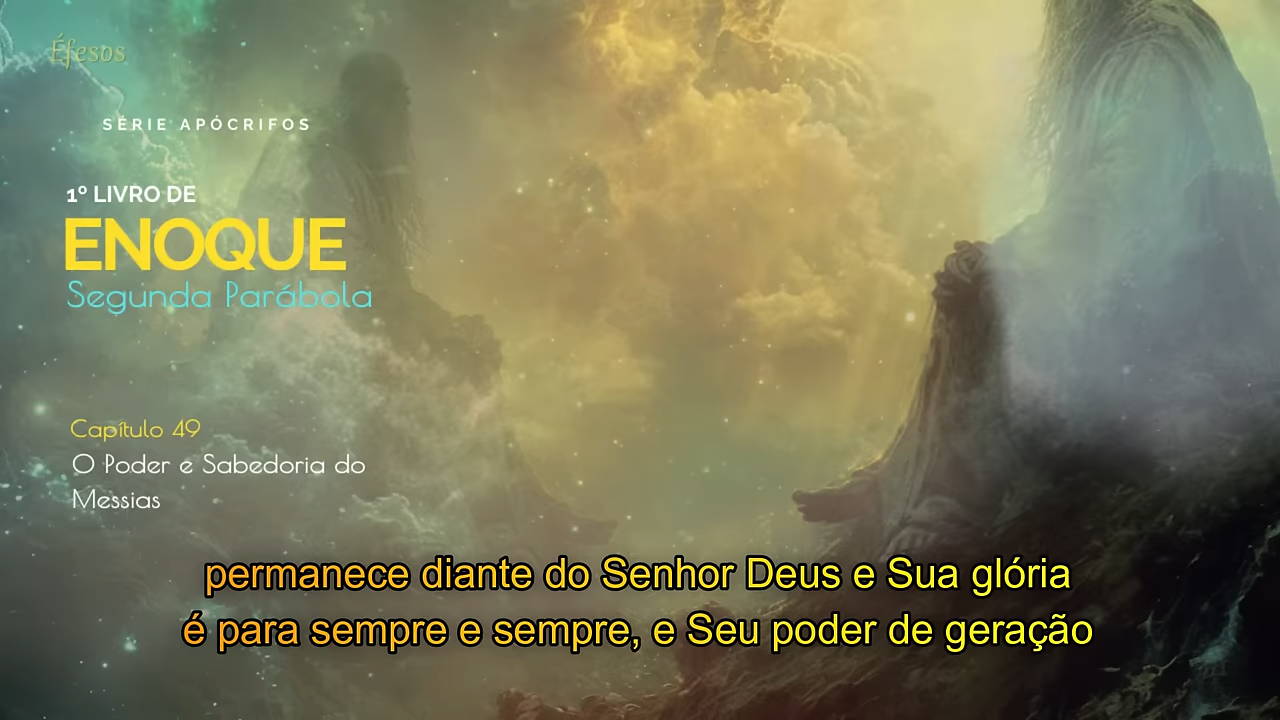 Éfesos
SÉRIE APÓCRIFOS
1º LIVRO DE
ENOQUE
Segunda Parábola
Capítulo 49
O Poder e Sabedoria do
Messias
permanece diante do Senhor Deus e Sua glória
é para sempre e sempre, e Seu poder de geração